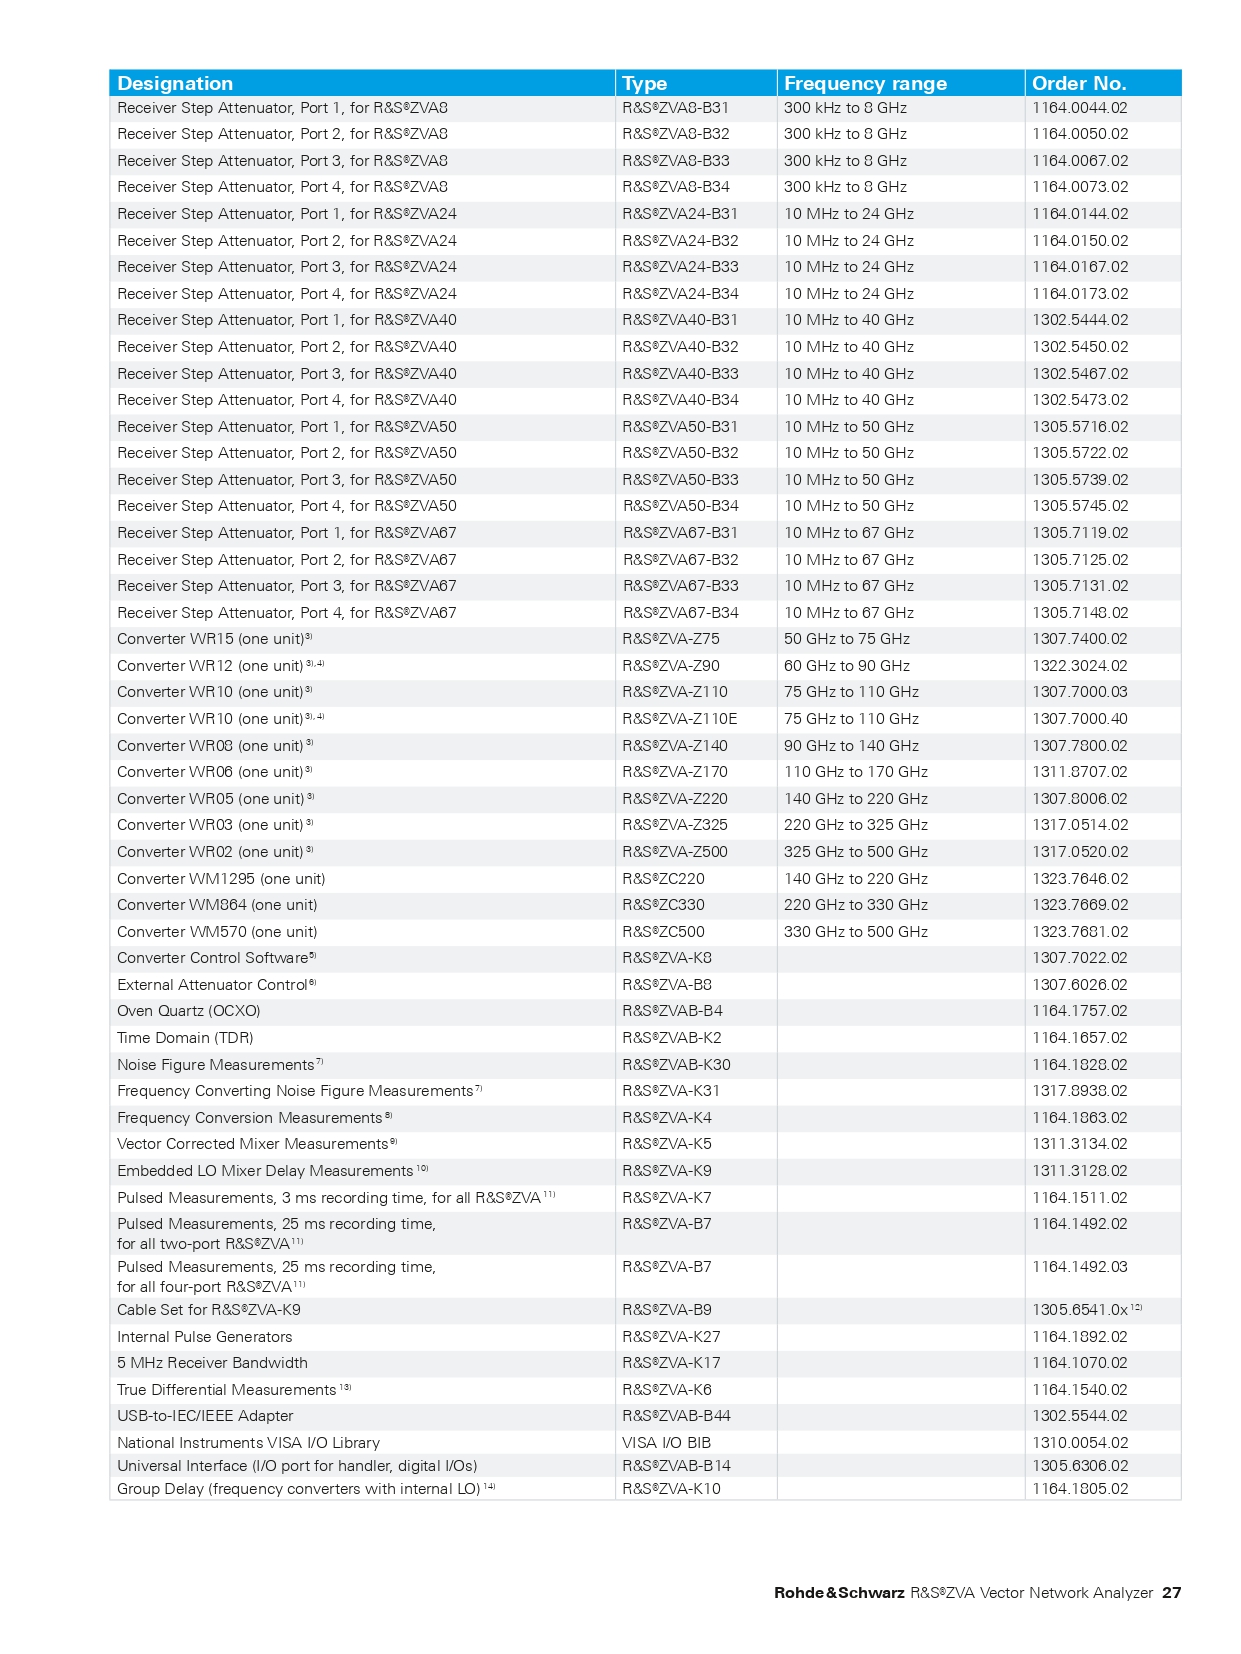 Designation Type Frequency range Order No.
Receiver Step Attenuator, Port 1, for R&S®ZVA8 R&S®ZVA8-B31 300 kHz to 8 GHz 1164.0044.02
Receiver Step Attenuator, Port 2, for R&S®ZVA8 R&S®ZVA8-B32 300 kHz to 8 GHz 1164.0050.02
Receiver Step Attenuator, Port 3, for R&S®ZVA8 R&S®ZVA8-B33 300 kHz to 8 GHz 1164.0067.02
Receiver Step Attenuator, Port 4, for R&S®ZVA8 R&S®ZVA8-B34 300 kHz to 8 GHz 1164.0073.02
Receiver Step Attenuator, Port 1, for R&S®ZVA24 R&S®ZVA24-B31 10 MHz to 24 GHz 1164.0144.02
Receiver Step Attenuator, Port 2, for R&S®ZVA24 R&S®ZVA24-B32 10 MHz to 24 GHz 1164.0150.02
Receiver Step Attenuator, Port 3, for R&S®ZVA24 R&S®ZVA24-B33 10 MHz to 24 GHz 1164.0167.02
Receiver Step Attenuator, Port 4, for R&S®ZVA24 R&S®ZVA24-B34 10 MHz to 24 GHz 1164.0173.02
Receiver Step Attenuator, Port 1, for R&S®ZVA40 R&S®ZVA40-B31 10 MHz to 40 GHz 1302.5444.02
Receiver Step Attenuator, Port 2, for R&S®ZVA40 R&S®ZVA40-B32 10 MHz to 40 GHz 1302.5450.02
Receiver Step Attenuator, Port 3, for R&S®ZVA40 R&S®ZVA40-B33 10 MHz to 40 GHz 1302.5467.02
Receiver Step Attenuator, Port 4, for R&S®ZVA40 R&S®ZVA40-B34 10 MHz to 40 GHz 1302.5473.02
Receiver Step Attenuator, Port 1, for R&S®ZVA50 R&S®ZVA50-B31 10 MHz to 50 GHz 1305.5716.02
Receiver Step Attenuator, Port 2, for R&S®ZVA50 R&S®ZVA50-B32 10 MHz to 50 GHz 1305.5722.02
Receiver Step Attenuator, Port 3, for R&S®ZVA50 R&S®ZVA50-B33 10 MHz to 50 GHz 1305.5739.02
Receiver Step Attenuator, Port 4, for R&S®ZVA50 R&S®ZVA50-B34 10 MHz to 50 GHz 1305.5745.02
Receiver Step Attenuator, Port 1, for R&S®ZVA67 R&S®ZVA67-B31 10 MHz to 67 GHz 1305.7119.02
Receiver Step Attenuator, Port 2, for R&S®ZVA67 R&S®ZVA67-B32 10 MHz to 67 GHz 1305.7125.02
Receiver Step Attenuator, Port 3, for R&S®ZVA67 R&S®ZVA67-B33 10 MHz to 67 GHz 1305.7131.02
Receiver Step Attenuator, Port 4, for R&S®ZVA67 R&S®ZVA67-B34 10 MHz to 67 GHz 1305.7148.02
Converter WR15 (one unit) 3) R&S®ZVA-Z75 50 GHz to 75 GHz 1307.7400.02
Converter WR12 (one unit) 3), 4) R&S®ZVA-Z90 60 GHz to 90 GHz 1322.3024.02
Converter WR10 (one unit) 3) R&S®ZVA-Z110 75 GHz to 110 GHz 1307.7000.03
Converter WR10 (one unit) 3), 4) R&S®ZVA-Z110E 75 GHz to 110 GHz 1307.7000.40
Converter WR08 (one unit) 3) R&S®ZVA-Z140 90 GHz to 140 GHz 1307.7800.02
Converter WR06 (one unit) 3) R&S®ZVA-Z170 110 GHz to 170 GHz 1311.8707.02
Converter WR05 (one unit) 3) R&S®ZVA-Z220 140 GHz to 220 GHz 1307.8006.02
Converter WR03 (one unit) 3) R&S®ZVA-Z325 220 GHz to 325 GHz 1317.0514.02
Converter WR02 (one unit) 3) R&S®ZVA-Z500 325 GHz to 500 GHz 1317.0520.02
Converter WM1295 (one unit) R&S®ZC220 140 GHz to 220 GHz 1323.7646.02
Converter WM864 (one unit) R&S®ZC330 220 GHz to 330 GHz 1323.7669.02
Converter WM570 (one unit) R&S®ZC500 330 GHz to 500 GHz 1323.7681.02
Converter Control Software 5) R&S®ZVA-K8 1307.7022.02
External Attenuator Control 6) R&S®ZVA-B8 1307.6026.02
Oven Quartz (OCXO) R&S®ZVAB-B4 1164.1757.02
Time Domain (TDR) R&S®ZVAB-K2 1164.1657.02
Noise Figure Measurements 7) R&S®ZVAB-K30 1164.1828.02
Frequency Converting Noise Figure Measurements 7) R&S®ZVA-K31 1317.8938.02
Frequency Conversion Measurements 8) R&S®ZVA-K4 1164.1863.02
Vector Corrected Mixer Measurements 9) R&S®ZVA-K5 1311.3134.02
Embedded LO Mixer Delay Measurements 10) R&S®ZVA-K9 1311.3128.02
Pulsed Measurements, 3 ms recording time, for all R&S®ZVA 11) R&S®ZVA-K7 1164.1511.02
Pulsed Measurements, 25 ms recording time, R&S®ZVA-B7 1164.1492.02
for all two-port R&S®ZVA 11)
Pulsed Measurements, 25 ms recording time, R&S®ZVA-B7 1164.1492.03
for all four-port R&S®ZVA 11)
Cable Set for R&S®ZVA-K9 R&S®ZVA-B9 1305.6541.0x 12)
Internal Pulse Generators R&S®ZVA-K27 1164.1892.02
5 MHz Receiver Bandwidth R&S®ZVA-K17 1164.1070.02
True Differential Measurements 13) R&S®ZVA-K6 1164.1540.02
USB-to-IEC/IEEE Adapter R&S®ZVAB-B44 1302.5544.02
National Instruments VISA I/O Library VISA I/O BIB 1310.0054.02
Universal Interface (I/O port for handler, digital I/Os) R&S®ZVAB-B14 1305.6306.02
Group Delay (frequency converters with internal LO) 14) R&S®ZVA-K10 1164.1805.02
Rohde & Schwarz R&S®ZVA Vector Network Analyzer 27